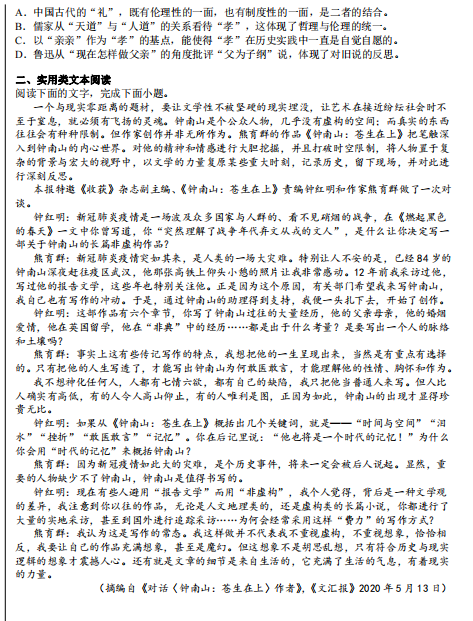 A．中国古代的“礼”，既有伦理性的一面，也有制度性的一面，是二者的结合。
B．儒家从“天道”与“人道”的关系看待“孝”，这体现了哲理与伦理的统一。
C．以“亲亲”作为“孝”的基点，能使得“孝”在历史实践中一直是自觉自愿的。
D．鲁迅从“现在怎样做父亲”的角度批评“父为子纲”说，体现了对旧说的反思。
二、实用类文本阅读
阅读下面的文字，完成下面小题。
一个与现实零距离的题材，要让文学性不被坚硬的现实埋没，让艺术在接近纷纭社会时不
至于窒息，就必须有飞扬的灵魂。钟南山是个公众人物，几乎没有虚构的空间；而真实的东西
往往会有种种限制。但作家创作并非无所作为。熊育群的作品《钟南山：苍生在上》把笔触深
入到钟南山的内心世界。对他的精神和情感进行大胆挖掘，并且打破时空限制，将人物置于复
杂的背景与宏大的视野中，以文学的力量复原某些重大时刻，记录历史，留下现场，并对此进
行深刻反思。
本报特邀《收获》杂志副主编、《钟南山：苍生在上》责编钟红明和作家熊育群做了一次对
谈。
钟红明：新冠肺炎疫情是一场波及众多国家与人群的、看不见硝烟的战争，在《燃起黑色
的春天》一文中你曾写道，你“突然理解了战争年代弃文从戎的文人”，是什么让你决定写一
部关于钟南山的长篇非虚构作品？
熊育群：新冠肺炎疫情突如其来，是人类的一场大灾难。特别让人不安的是，已经 84 岁的
钟南山深夜赶往疫区武汉，他那张高铁上仰头小憩的照片让我非常感动。12 年前我采访过他，
写过他的报告文学，这些年也特别关注他。正是因为这个原因，有关部门希望我来写钟南山，
我自己也有写作的冲动。于是，通过钟南山的助理得到支持，我便一头扎下去，开始了创作。
钟红明：这部作品有六个章节，你写了钟南山过往的大量经历，他的父亲母亲，他的婚姻
爱情，他在英国留学，他在“非典”中的经历……都是出于什么考量？是要写出一个人的脉络
和土壤吗？
熊育群：事实上这有些传记写作的特点，我想把他的一生呈现出来，当然是有重点有选择
的。只有把他的人生写透了，才能写出钟南山为何敢医敢言，才能理解他的性情、胸怀和作为。
我不想神化任何人，人都有七情六欲，都有自己的缺陷，我只把他当普通人来写。但人比
人确实有高低，有的人令人高山仰止，有的人唯利是图，正因为如此，钟南山的出现才显得珍
贵无比。
钟红明：如果从《钟南山：苍生在上》概括出几个关键词，就是——“时间与空间”“泪
水”“挫折”“敢医敢言”“记忆”。你在后记里说：“他也将是一个时代的记忆！”为什么
你会用“时代的记忆”来概括钟南山？
熊育群：因为新冠疫情如此大的灾难，是个历史事件，将来一定会被后人说起。显然，重
要的人物缺少不了钟南山，钟南山是值得书写的。
钟红明：现在有些人避用“报告文学”而用“非虚构”，我个人觉得，背后是一种文学观
的差异，我注意到你以往的作品，无论是人文地理类的，还是虚构类的长篇小说，你都进行了
大量的实地采访，甚至到国外进行追踪采访……为何会经常采用这样“费力”的写作方式？
熊育群：我认为这是写作的常态。我这样做并不代表我不重视虚构，不重视想象，恰恰相
反，我要让自己的作品充满想象，甚至是魔幻。但这想象不是胡思乱想，只有符合历史与现实
逻辑的想象才震撼人心。还有就是文章的细节是来自生活的，它充满了生活的气息，有着现实
的力量。
（摘编自《对话〈钟南山：苍生在上〉作者》，《文汇报》2020 年 5 月 13 日）